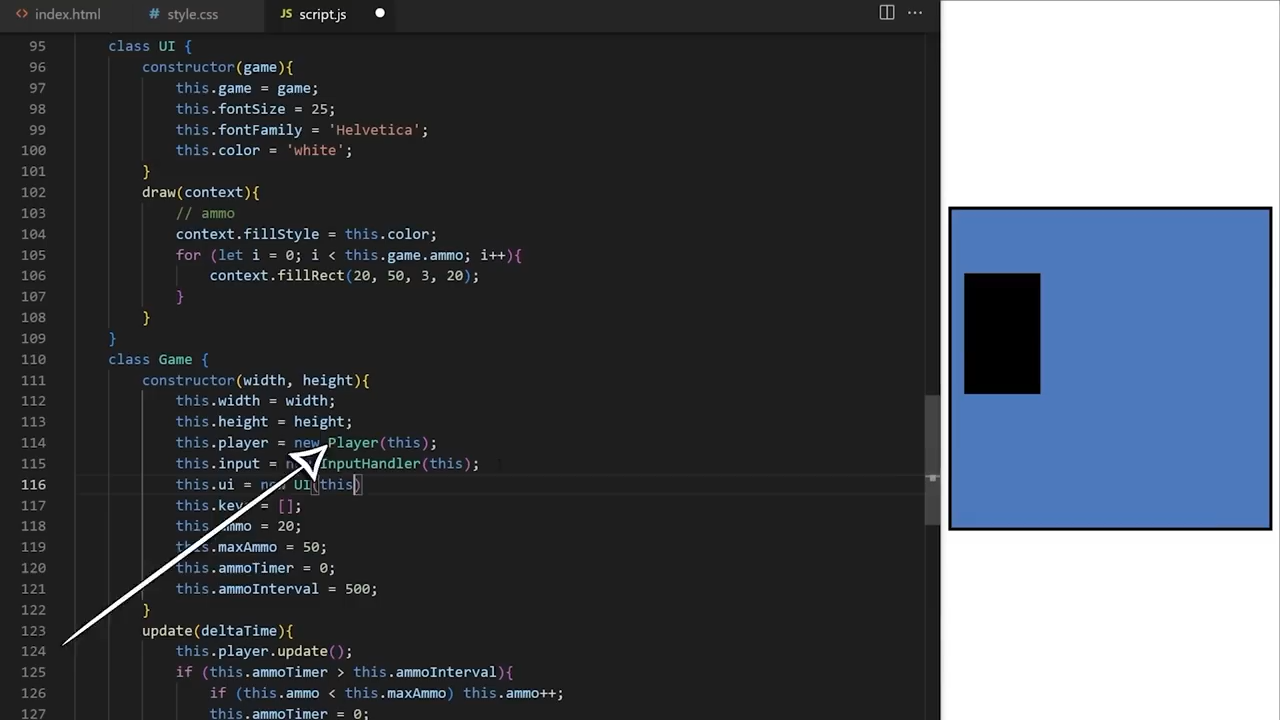 index.html
# style.css
JS script.js
95 class UI {
96 constructor(game){
97 this.game = game;
98 this.fontSize = 25;
99 this.fontFamily = 'Helvetica';
100 this.color = 'white';
101 }
102 draw(context){
103 // ammo
104 context.fillStyle = this.color;
105 for (let i = 0; i < this.game.ammo; i++){
106 context.fillRect(20, 50, 3, 20);
107 }
108 }
109 }
110 class Game {
111 constructor(width, height){
112 this.width = width;
113 this.height = height;
114 this.player = new Player(this);
115 this.input = new InputHandler(this);
116 this.ui = new UI(this)
117 this.keys = [];
118 this.ammo = 20;
119 this.maxAmmo = 50;
120 this.ammoTimer = 0;
121 this.ammoInterval = 500;
122 }
123 update(deltaTime){
124 this.player.update();
125 if (this.ammoTimer > this.ammoInterval){
126 if (this.ammo < this.maxAmmo) this.ammo++;
127 this.ammoTimer = 0;